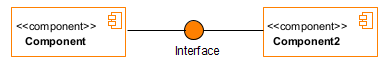 <<component>>
Component
Interface
<<component>>
Component2